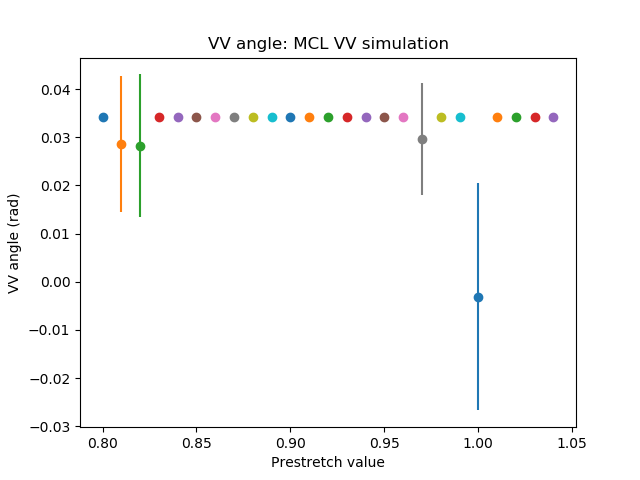 VV angle: MCL VV simulation
VV angle (rad)
0.04
0.03
0.02
0.01
0.00
−0.01
−0.02
−0.03
0.80 0.85 0.90 0.95 1.00 1.05
Prestretch value